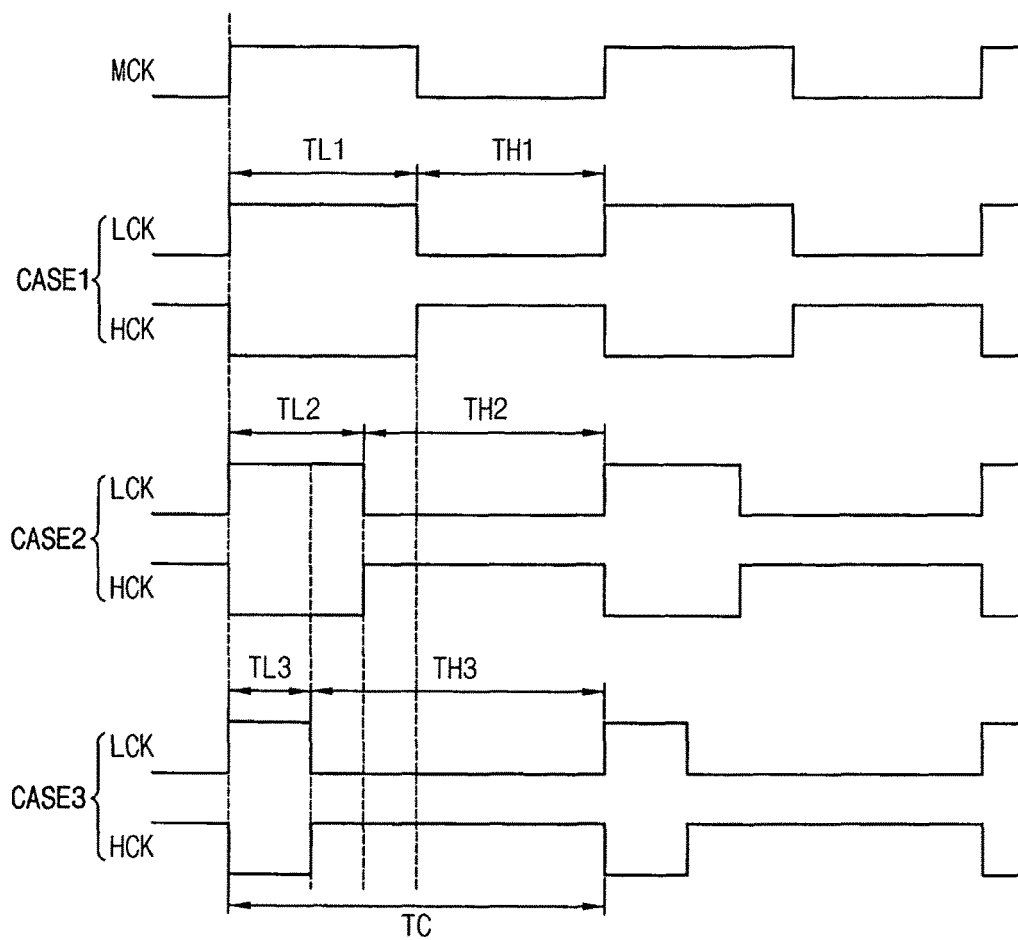 MCK
TL1 TH1
LCK
CASE1
HCK
TL2 TH2
LCK
CASE2
HCK
TL3 TH3
LCK
CASE3
HCK
TC